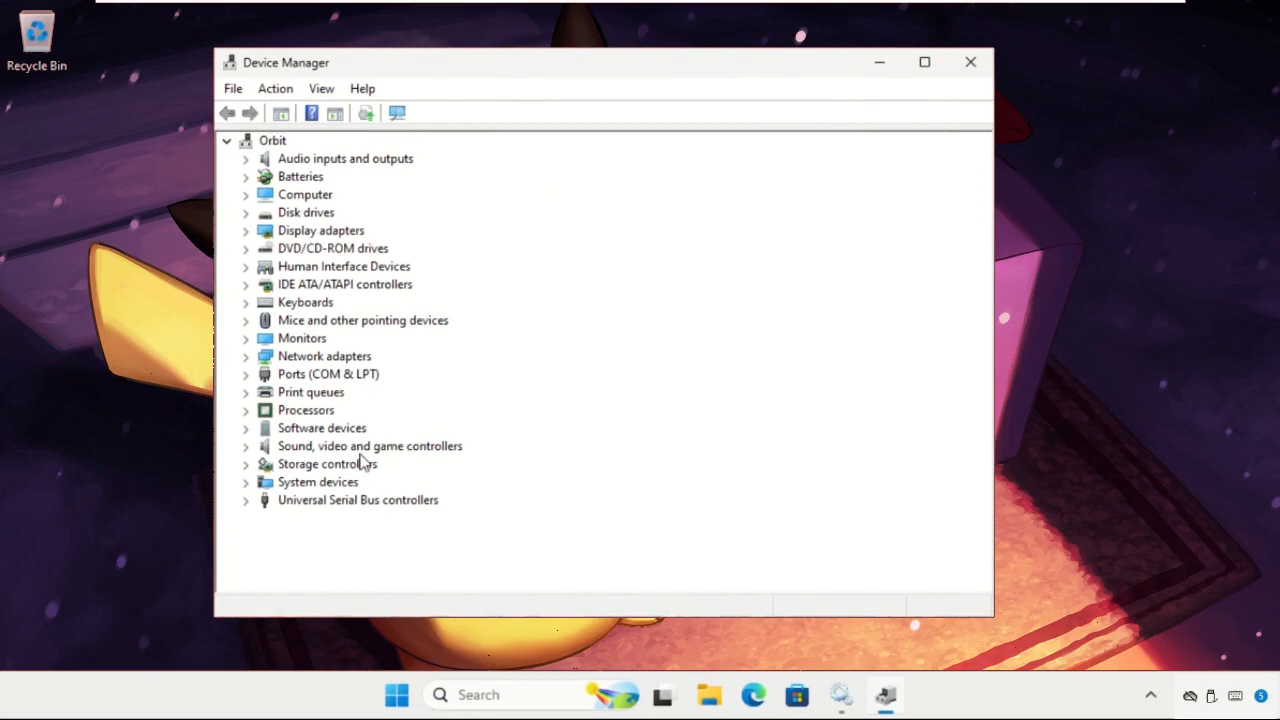 Recycle Bin
Device Manager
File Action View Help
Orbit
Audio inputs and outputs
Batteries
Computer
Disk drives
Display adapters
DVD/CD-ROM drives
Human Interface Devices
IDE ATA/ATAPI controllers
Keyboards
Mice and other pointing devices
Monitors
Network adapters
Ports (COM & LPT)
Print queues
Processors
Software devices
Sound, video and game controllers
Storage controllers
System devices
Universal Serial Bus controllers
Search
5